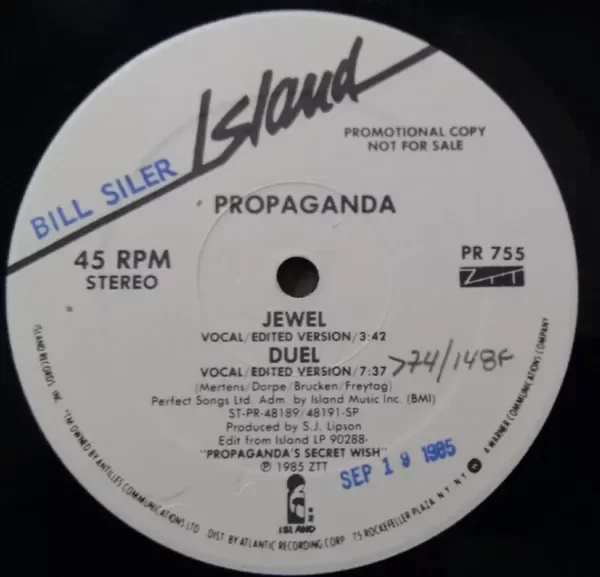 Island
BILL SILER
PROMOTIONAL COPY
NOT FOR SALE
PROPAGANDA
45 RPM
STEREO
PR 755
ZTT
JEWEL
VOCAL/EDITED VERSION/3:42
DUEL
VOCAL/EDITED VERSION/7:37
>74/148F
(Mertens/Dorpe/Brucken/Freytag)
Perfect Songs Ltd. Adm. by Island Music Inc. (BMI)
ST-PR-48189/48191-SP
Produced by S.J. Lipson
Edit from Island LP 90288-
"PROPAGANDA'S SECRET WISH"
℗ 1985 ZTT
SEP 19 1985
ISLAND
ISLAND RECORDS, INC. TM OWNED BY ANTILLES COMMUNICATIONS LTD. DIST. BY ATLANTIC RECORDING CORP. 75 ROCKEFELLER PLAZA N.Y. N.Y. A WARNER COMMUNICATIONS COMPANY